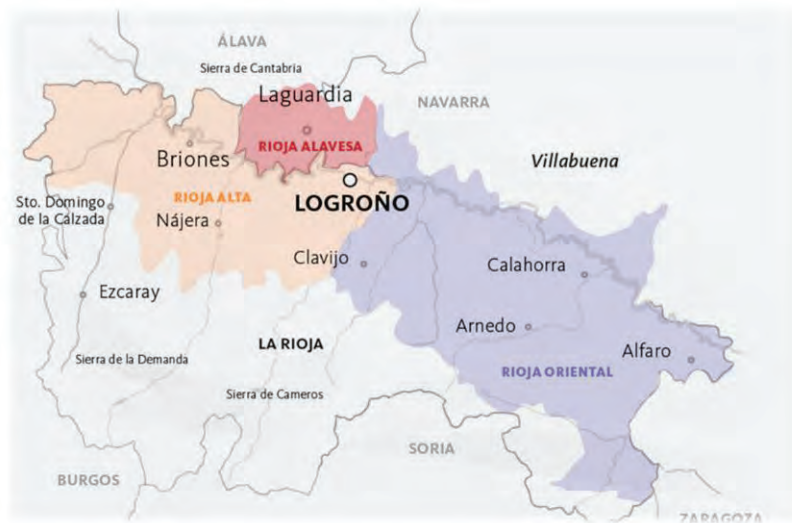 ÁLAVA
Sierra de Cantabria
Laguardia
NAVARRA
RIOJA ALAVESA
Briones
Villabuena
Sto. Domingo
de la Calzada
RIOJA ALTA
LOGROÑO
Nájera
Clavijo
Calahorra
Ezcaray
Arnedo
LA RIOJA
Alfaro
Sierra de la Demanda
RIOJA ORIENTAL
Sierra de Cameros
SORIA
BURGOS
ZARAGOZA